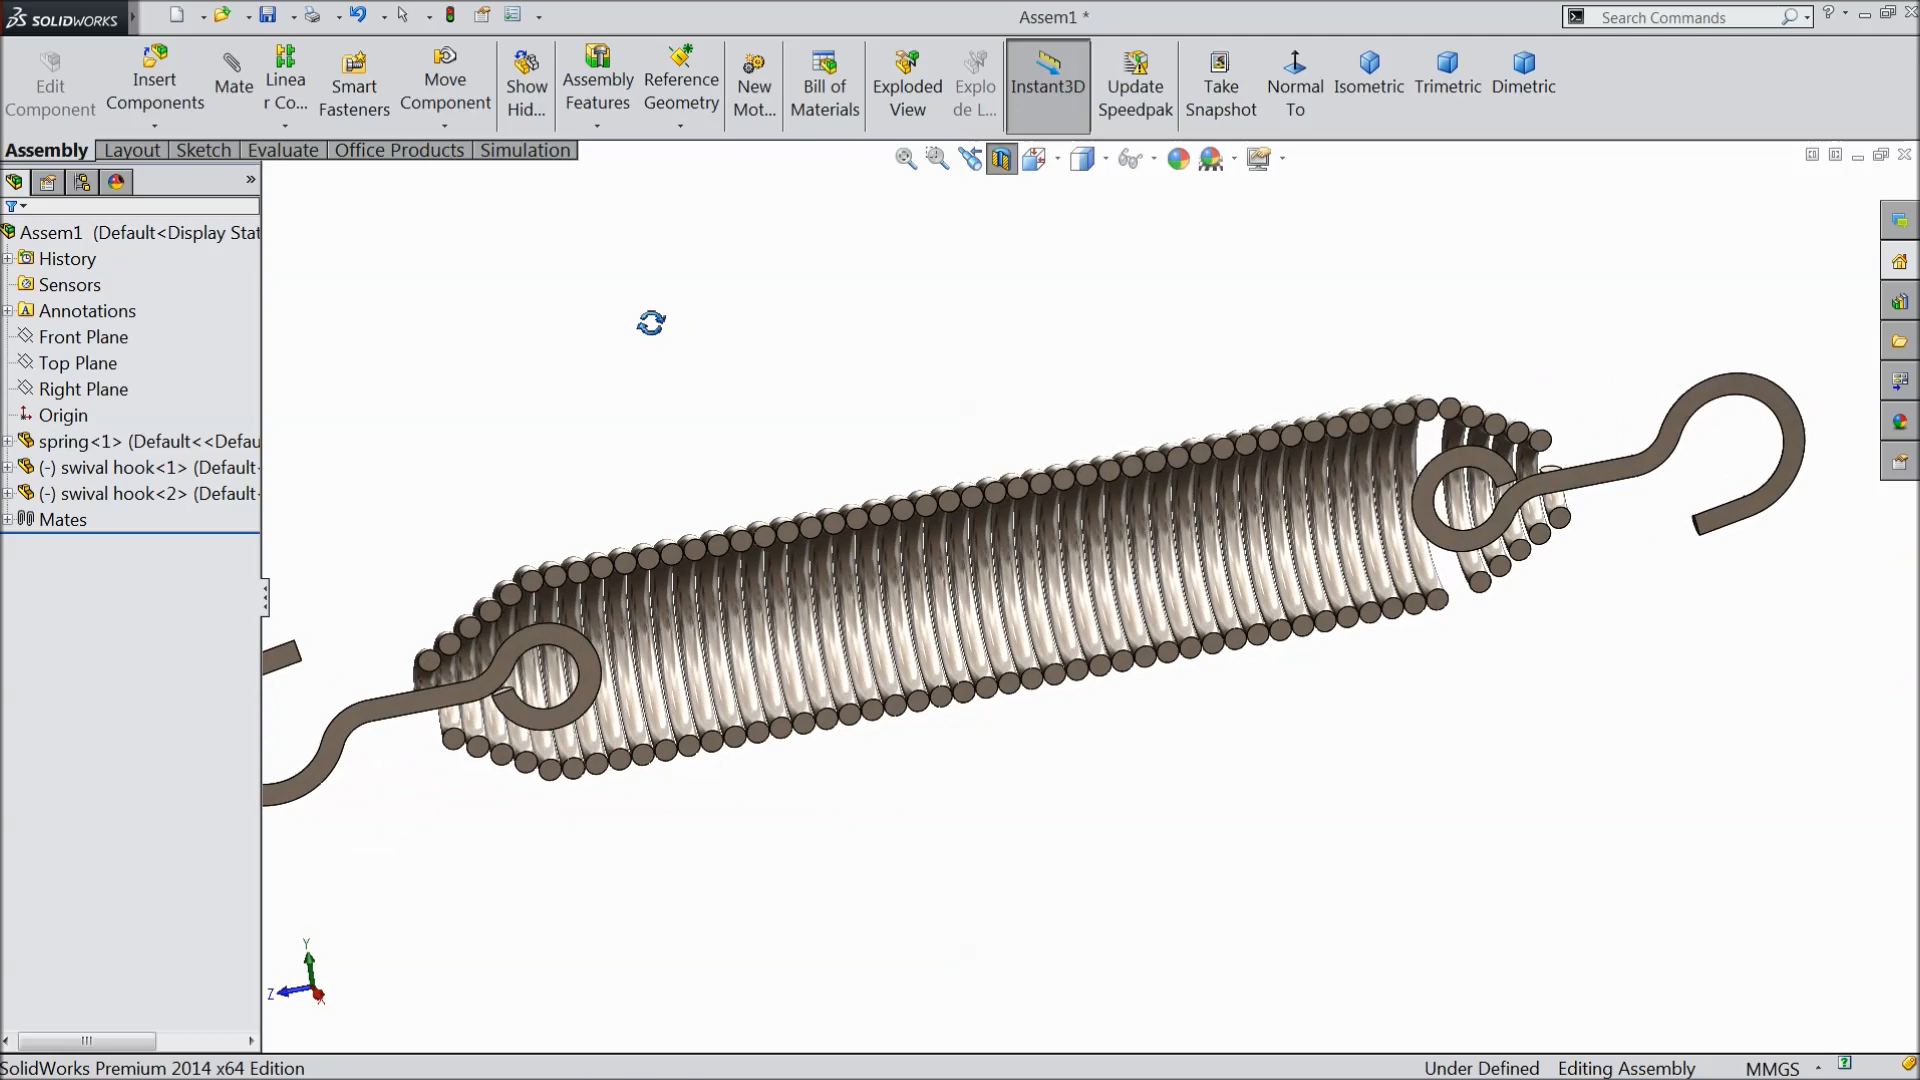 SOLIDWORKS
Assem1 *
Search Commands
?
Edit Component
Insert Components
Mate
Linea r Co...
Smart Fasteners
Move Component
Show Hid...
Assembly Features
Reference Geometry
New Mot...
Bill of Materials
Exploded View
Explo de L...
Instant3D
Update Speedpak
Take Snapshot
Normal To
Isometric
Trimetric
Dimetric
Assembly
Layout
Sketch
Evaluate
Office Products
Simulation
»
Assem1 (Default<Display Stat
History
Sensors
Annotations
Front Plane
Top Plane
Right Plane
Origin
spring<1> (Default<<Defau
(-) swival hook<1> (Default
(-) swival hook<2> (Default
Mates
Y
Z
X
SolidWorks Premium 2014 x64 Edition
Under Defined
Editing Assembly
MMGS
?